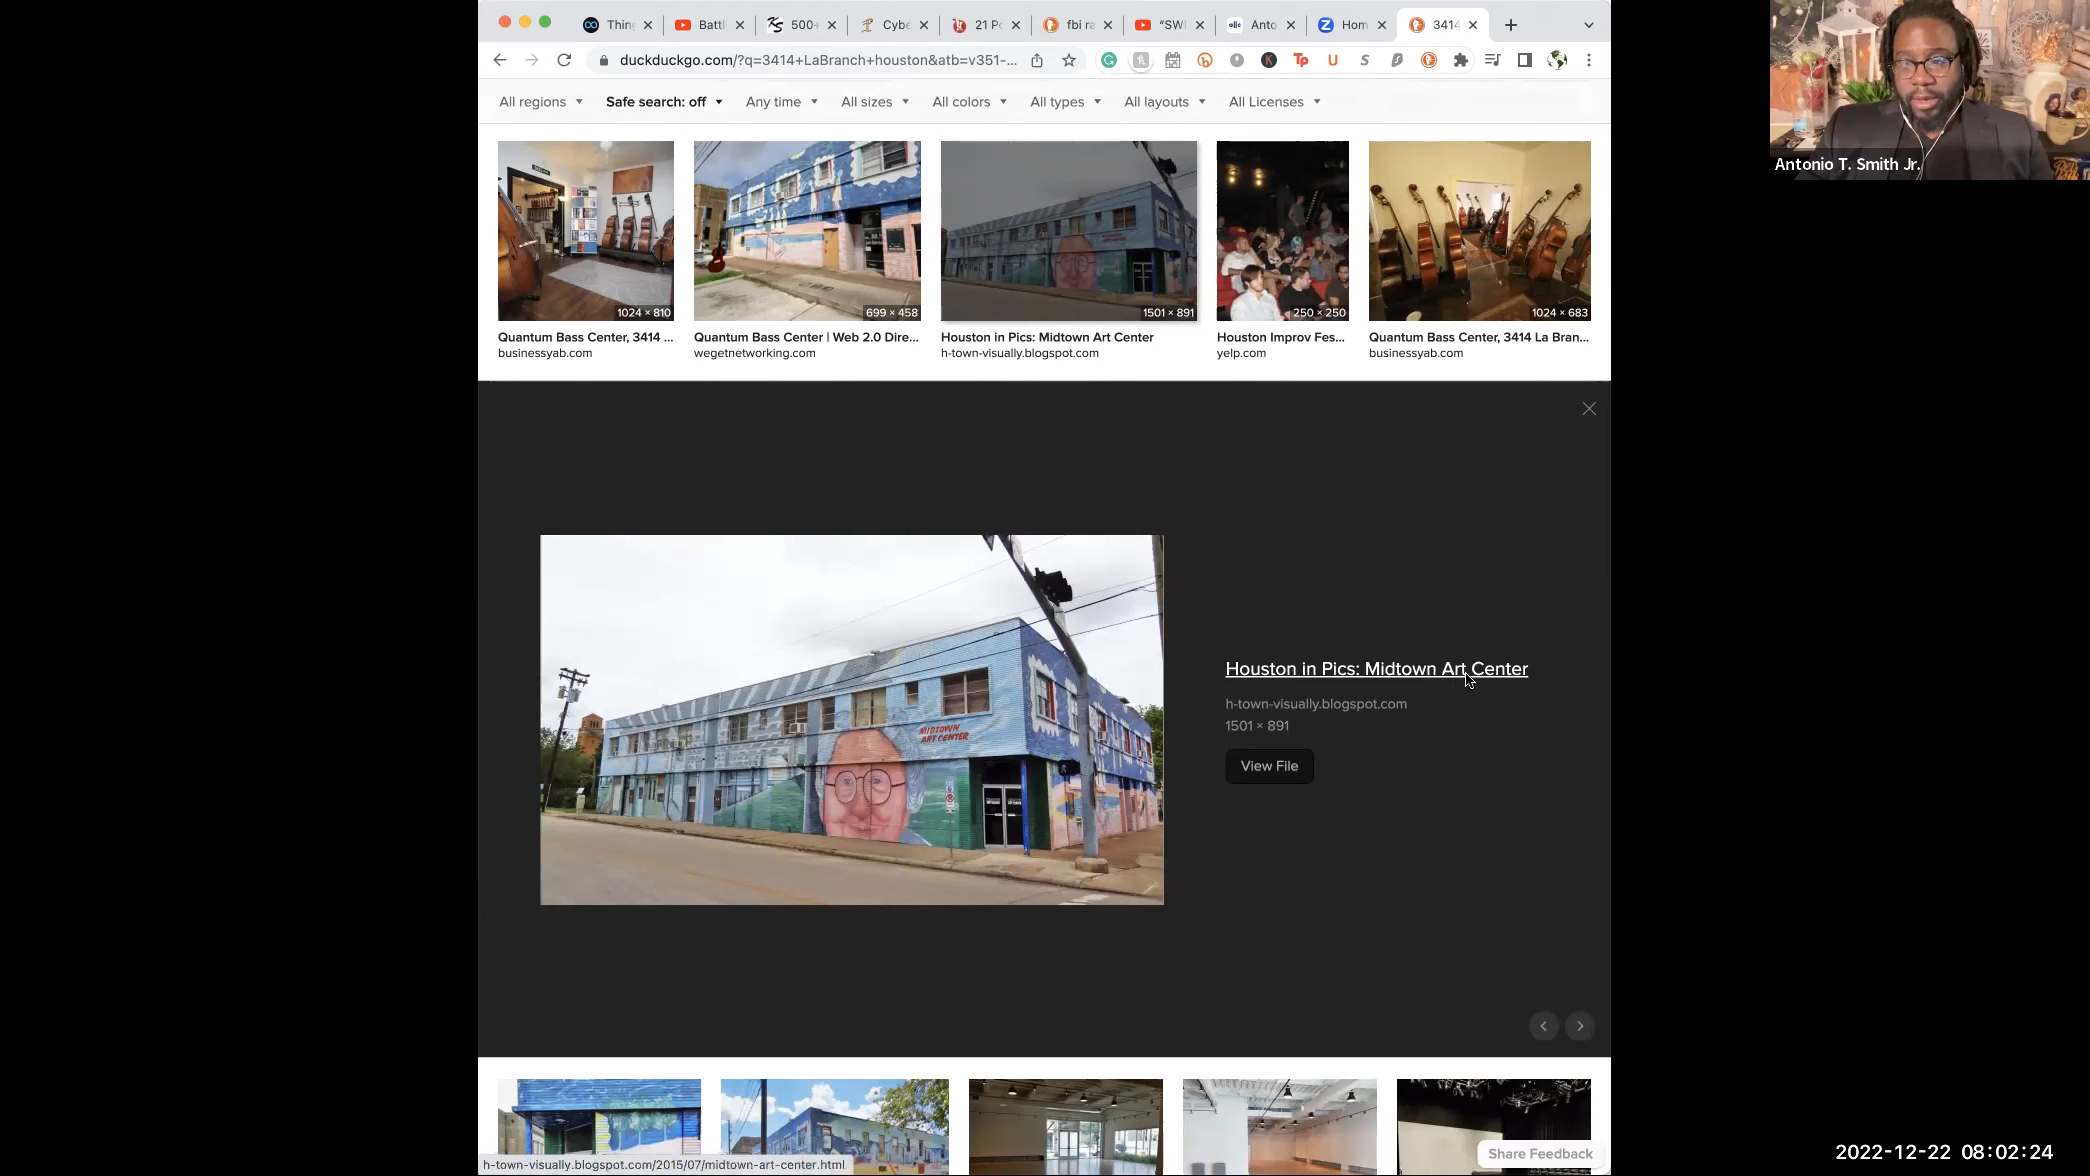 Thing
Battl
500+
Cybe
21 Po
fbi ra
"SWI
Anto
Hom
3414
duckduckgo.com/?q=3414+LaBranch+houston&atb=v351-...
All regions
Safe search: off
Any time
All sizes
All colors
All types
All layouts
All Licenses
Antonio T. Smith Jr.
1024 × 810
699 × 458
1501 × 891
250 × 250
1024 × 683
Quantum Bass Center, 3414 ...
Quantum Bass Center | Web 2.0 Dire...
Houston in Pics: Midtown Art Center
Houston Improv Fes...
Quantum Bass Center, 3414 La Bran...
businessyab.com
wegetnetworking.com
h-town-visually.blogspot.com
yelp.com
businessyab.com
MIDTOWN
ART CENTER
Houston in Pics: Midtown Art Center
h-town-visually.blogspot.com
1501 × 891
View File
Share Feedback
h-town-visually.blogspot.com/2015/07/midtown-art-center.html
2022-12-22 08:02:24